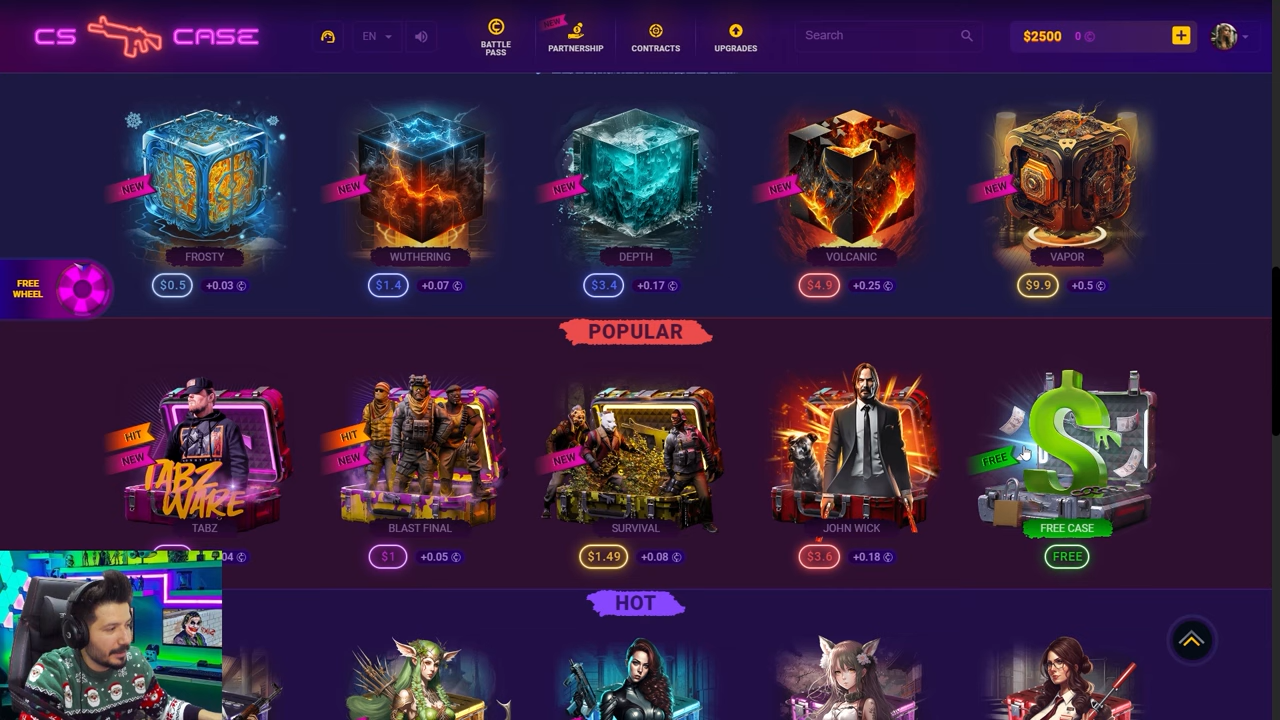 CS CASE
EN
BATTLE
PASS
NEW
PARTNERSHIP
CONTRACTS
UPGRADES
Search
$2500 0
NEW
NEW
NEW
NEW
NEW
FROSTY
WUTHERING
DEPTH
VOLCANIC
VAPOR
$0.5 +0.03
$1.4 +0.07
$3.4 +0.17
$4.9 +0.25
$9.9 +0.5
FREE
WHEEL
POPULAR
HIT
NEW
TABZ
WARE
HIT
NEW
NEW
FREE
TABZ
BLAST FINAL
SURVIVAL
JOHN WICK
FREE CASE
04
$1 +0.05
$1.49 +0.08
$3.6 +0.18
FREE
HOT